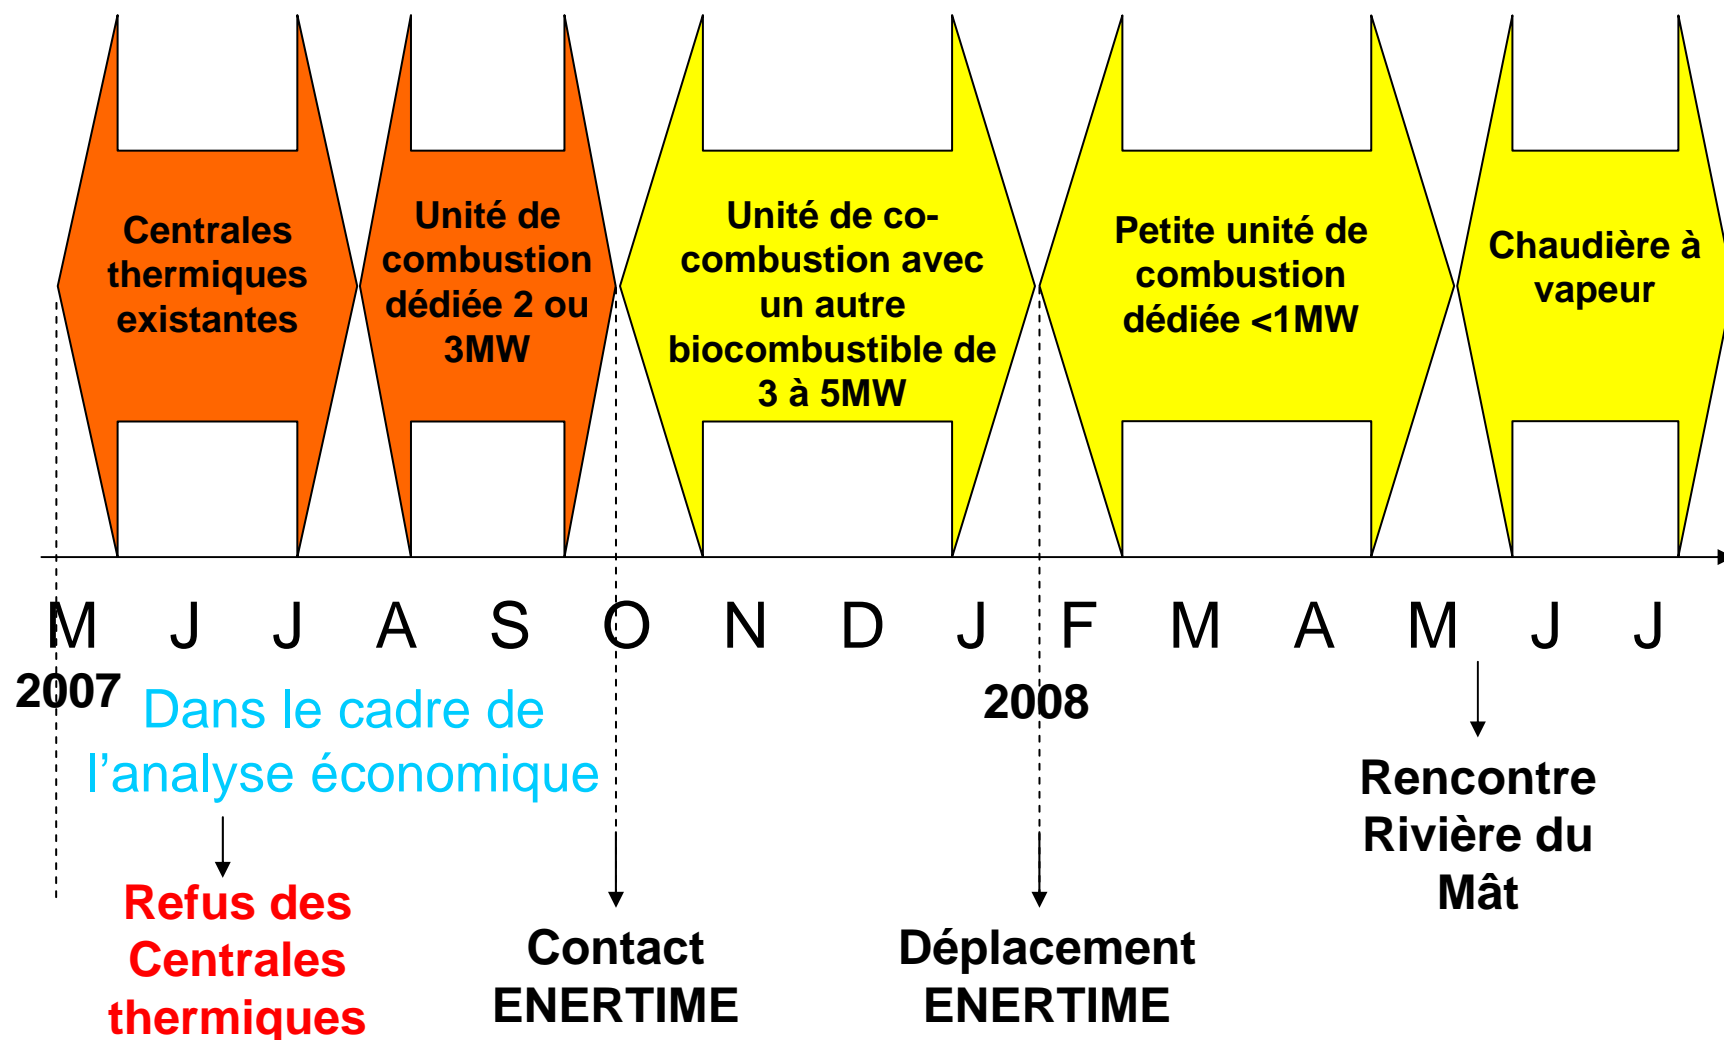 Centrales
thermiques
existantes
Unité de
combustion
dédiée 2 ou
3MW
Unité de co-
combustion avec
un autre
biocombustible de
3 à 5MW
Petite unité de
combustion
dédiée <1MW
Chaudière à
vapeur
M J J A S O N D J F M A M J J
2007
2008
Dans le cadre de
l'analyse économique
Refus des
Centrales
thermiques
Contact
ENERTIME
Déplacement
ENERTIME
Rencontre
Rivière du
Mât